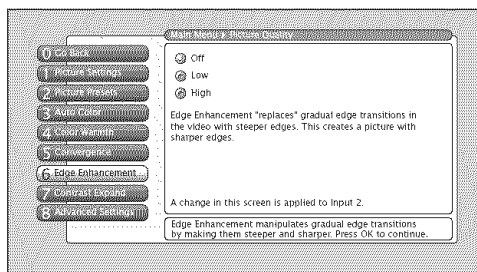 Main Menu ▸ Picture Quality
0 Go Back
1 Picture Settings
2 Picture Presets
3 Auto Color
4 Color Warmth
5 Convergence
6 Edge Enhancement
7 Contrast Expand
8 Advanced Settings
Off
Low
High
Edge Enhancement "replaces" gradual edge transitions
in the video with steeper edges. This creates a picture with
sharper edges.
A change in this screen is applied to Input 2.
Edge Enhancement manipulates gradual edge transitions
by making them steeper and sharper. Press OK to continue.